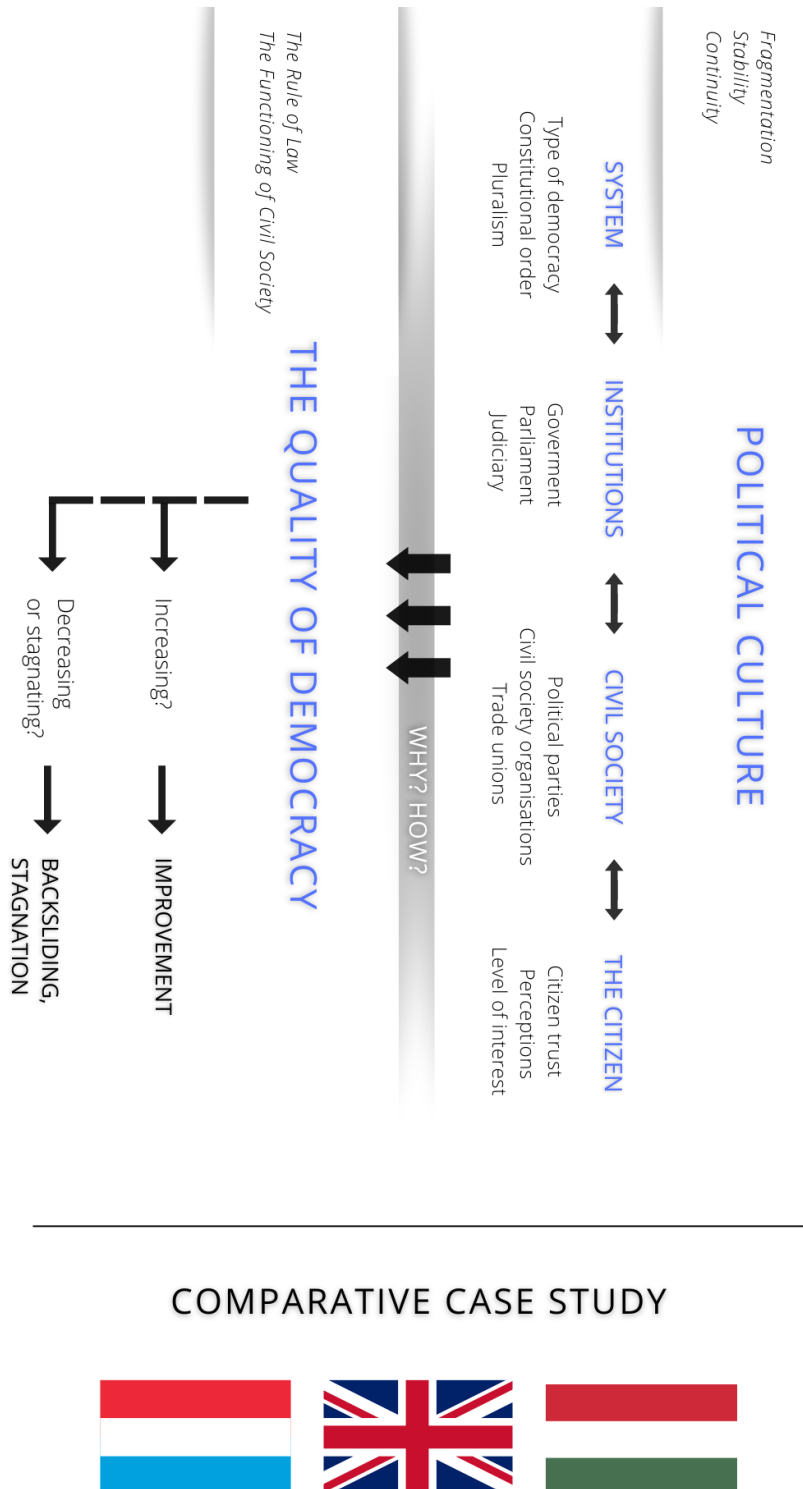 POLITICAL CULTURE
Fragmentation
Stability
Continuity
SYSTEM
Type of democracy
Constitutional order
Pluralism
INSTITUTIONS
Goverment
Parliament
Judiciary
CIVIL SOCIETY
Political parties
Civil society organisations
Trade unions
THE CITIZEN
Citizen trust
Perceptions
Level of interest
WHY? HOW?
THE QUALITY OF DEMOCRACY
The Rule of Law
The Functioning of Civil Society
Increasing?
IMPROVEMENT
Decreasing
or stagnating?
BACKSLIDING,
STAGNATION
COMPARATIVE CASE STUDY